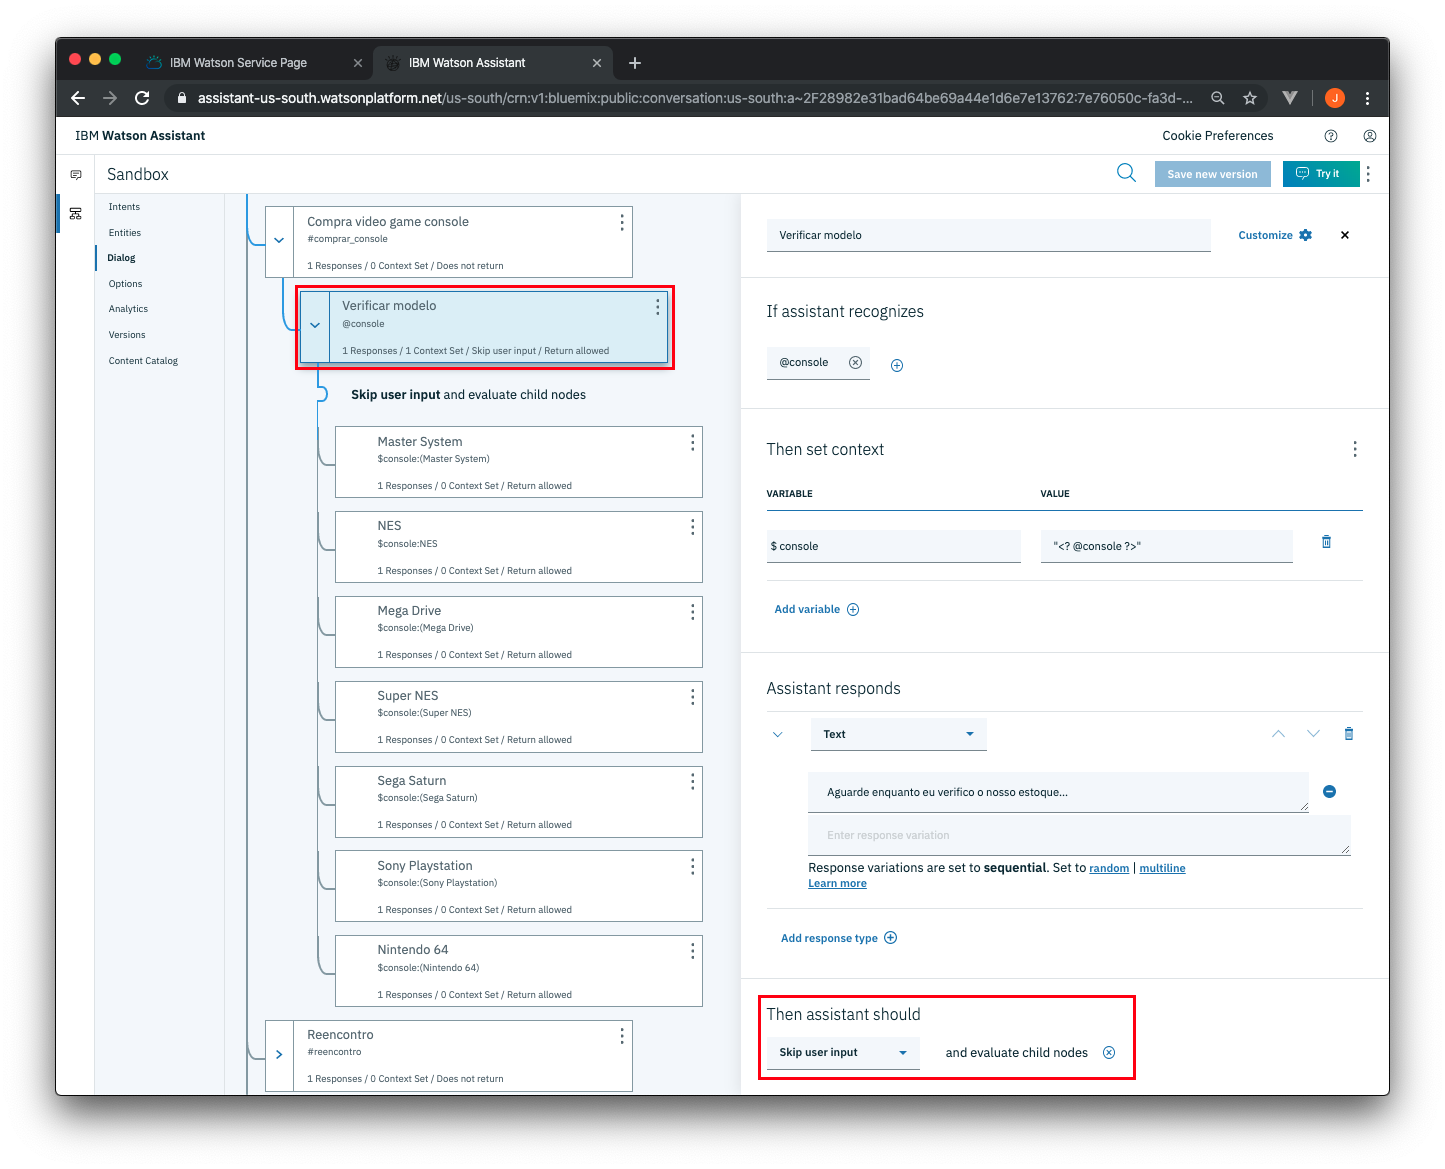 IBM Watson Service Page
IBM Watson Assistant
assistant-us-south.watsonplatform.net/us-south/crn:v1:bluemix:public:conversation:us-south:a~2F28982e31bad64be69a44e1d6e7e13762:7e76050c-fa3d-...
J
IBM Watson Assistant
Cookie Preferences
Sandbox
Save new version
Try it
Intents
Entities
Dialog
Options
Analytics
Versions
Content Catalog
Compra video game console
#comprar_console
1 Responses / 0 Context Set / Does not return
Verificar modelo
@console
1 Responses / 1 Context Set / Skip user input / Return allowed
Skip user input and evaluate child nodes
Master System
$console:(Master System)
1 Responses / 0 Context Set / Return allowed
NES
$console:NES
1 Responses / 0 Context Set / Return allowed
Mega Drive
$console:(Mega Drive)
1 Responses / 0 Context Set / Return allowed
Super NES
$console:(Super NES)
1 Responses / 0 Context Set / Return allowed
Sega Saturn
$console:(Sega Saturn)
1 Responses / 0 Context Set / Return allowed
Sony Playstation
$console:(Sony Playstation)
1 Responses / 0 Context Set / Return allowed
Nintendo 64
$console:(Nintendo 64)
1 Responses / 0 Context Set / Return allowed
Reencontro
#reencontro
1 Responses / 0 Context Set / Does not return
Verificar modelo
Customize
If assistant recognizes
@console
Then set context
VARIABLE
VALUE
$ console
"<? @console ?>"
Add variable
Assistant responds
Text
Aguarde enquanto eu verifico o nosso estoque...
Enter response variation
Response variations are set to sequential. Set to random | multiline
Learn more
Add response type
Then assistant should
Skip user input
and evaluate child nodes